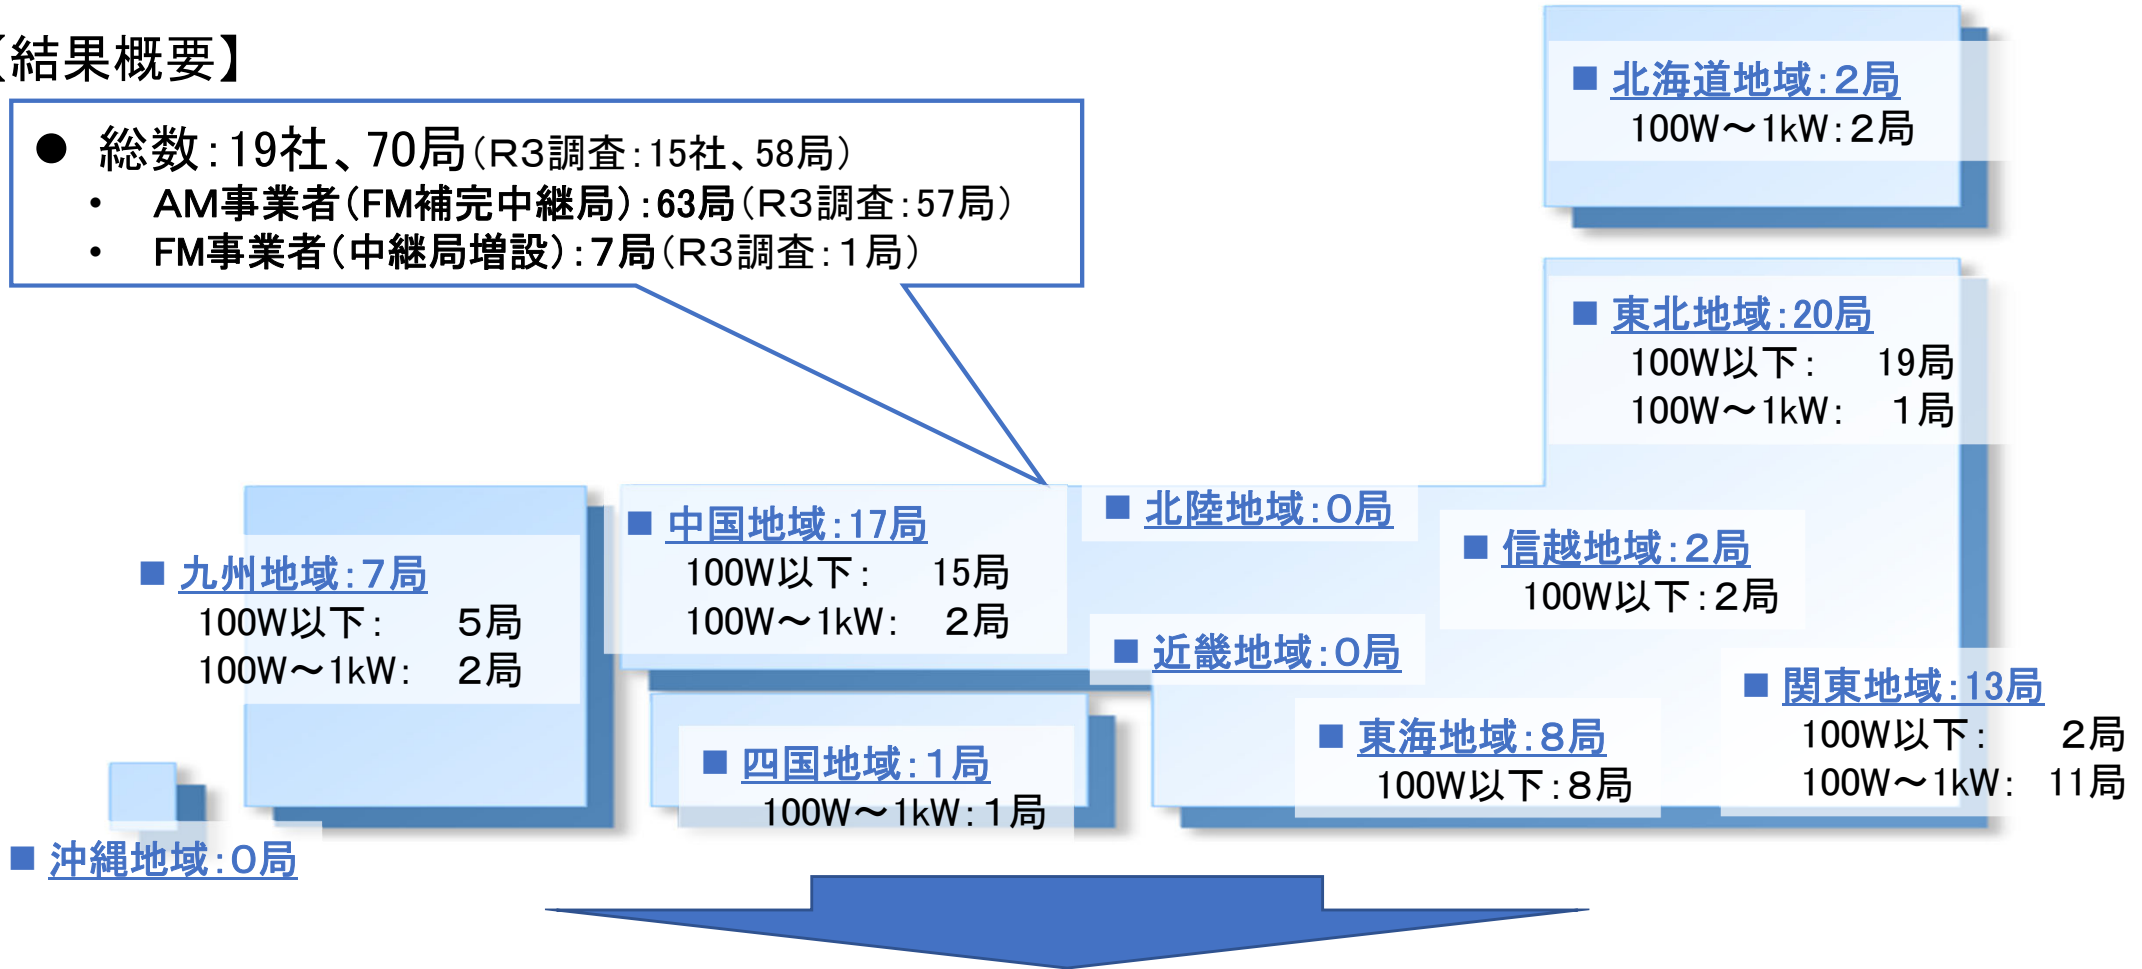 【結果概要】
● 総数:19社、70局(R3調査:15社、58局)
・ AM事業者(FM補完中継局):63局(R3調査:57局)
・ FM事業者(中継局増設):7局(R3調査:1局)
■ 北海道地域:2局
100W～1kW:2局
■ 東北地域:20局
100W以下: 19局
100W～1kW: 1局
■ 北陸地域:0局
■ 信越地域:2局
100W以下:2局
■ 中国地域:17局
100W以下: 15局
100W～1kW: 2局
■ 九州地域:7局
100W以下: 5局
100W～1kW: 2局
■ 近畿地域:0局
■ 関東地域:13局
100W以下: 2局
100W～1kW: 11局
■ 東海地域:8局
100W以下:8局
■ 四国地域:1局
100W～1kW:1局
■ 沖縄地域:0局